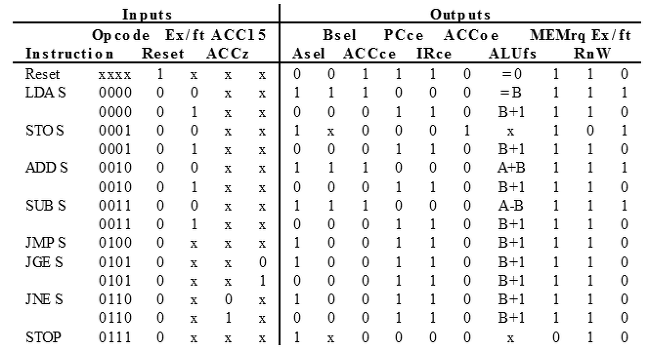 Inputs Outputs
Opcode Ex/ft ACC15 Bsel PCce ACCoe MEMrq Ex/ft
Instruction Reset ACCz Asel ACCce IRce ALUfs RnW
Reset xxxx 1 x x x 0 0 1 1 1 0 =0 1 1 0
LDA S 0000 0 0 x x 1 1 1 0 0 0 =B 1 1 1
0000 0 1 x x 0 0 0 1 1 0 B+1 1 1 0
STO S 0001 0 0 x x 1 x 0 0 0 1 x 1 0 1
0001 0 1 x x 0 0 0 1 1 0 B+1 1 1 0
ADD S 0010 0 0 x x 1 1 1 0 0 0 A+B 1 1 1
0010 0 1 x x 0 0 0 1 1 0 B+1 1 1 0
SUB S 0011 0 0 x x 1 1 1 0 0 0 A-B 1 1 1
0011 0 1 x x 0 0 0 1 1 0 B+1 1 1 0
JMP S 0100 0 x x x 1 0 0 1 1 0 B+1 1 1 0
JGE S 0101 0 x x 0 1 0 0 1 1 0 B+1 1 1 0
0101 0 x x 1 0 0 0 1 1 0 B+1 1 1 0
JNE S 0110 0 x 0 x 1 0 0 1 1 0 B+1 1 1 0
0110 0 x 1 x 0 0 0 1 1 0 B+1 1 1 0
STOP 0111 0 x x x 1 x 0 0 0 0 x 0 1 0